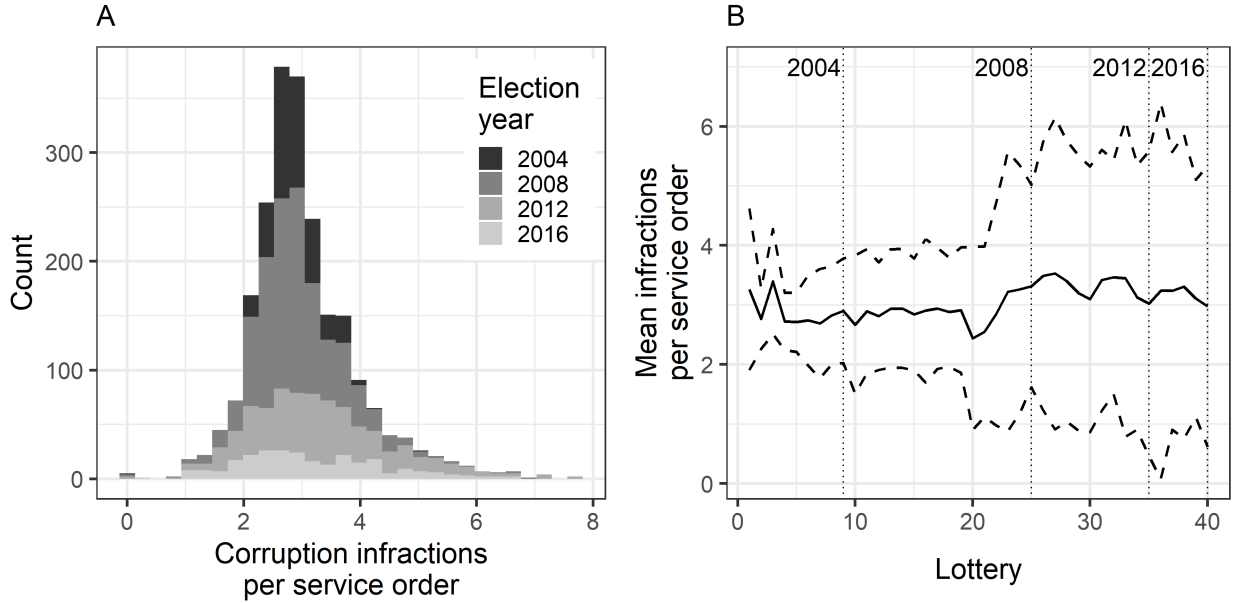 A
Count
300
200
100
0
Election
year
2004
2008
2012
2016
0 2 4 6 8
Corruption infractions
per service order
B
Mean infractions
per service order
6
4
2
0
2004 2008 2012 2016
0 10 20 30 40
Lottery